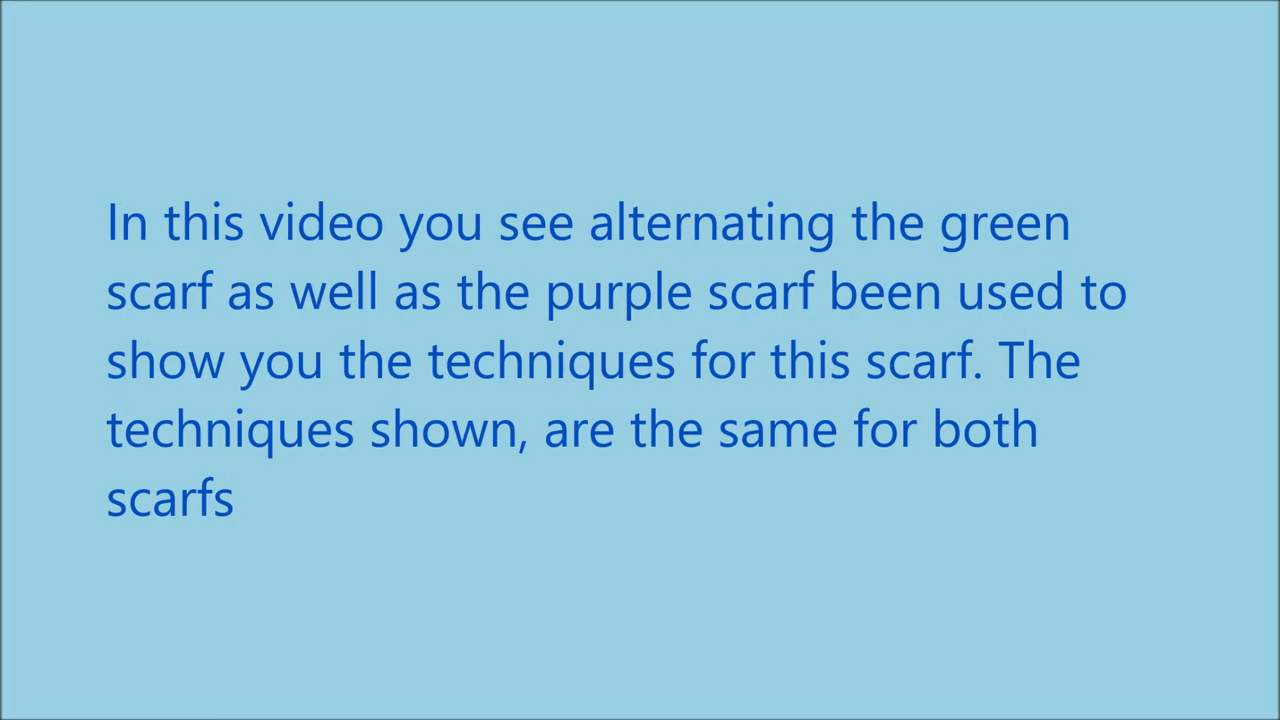 In this video you see alternating the green
scarf as well as the purple scarf been used to
show you the techniques for this scarf. The
techniques shown, are the same for both
scarfs